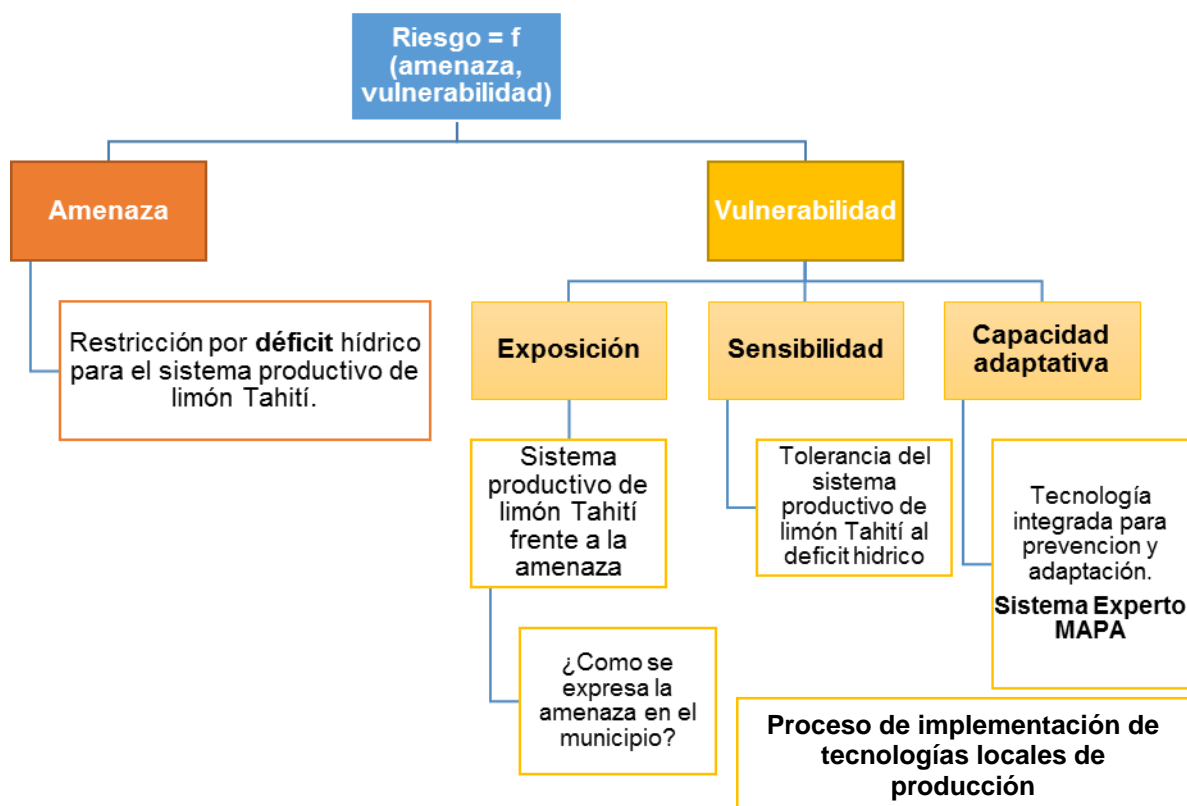 Riesgo = f
(amenaza,
vulnerabilidad)
Amenaza
Vulnerabilidad
Restricción por déficit hídrico
para el sistema productivo de
limón Tahití.
Exposición
Sensibilidad
Capacidad
adaptativa
Sistema
productivo de
limón Tahití
frente a la
amenaza
Tolerancia del
sistema
productivo de
limón Tahití al
deficit hidrico
Tecnología
integrada para
prevencion y
adaptación.
Sistema Experto
MAPA
¿Como se
expresa la
amenaza en el
municipio?
Proceso de implementación de
tecnologías locales de
producción